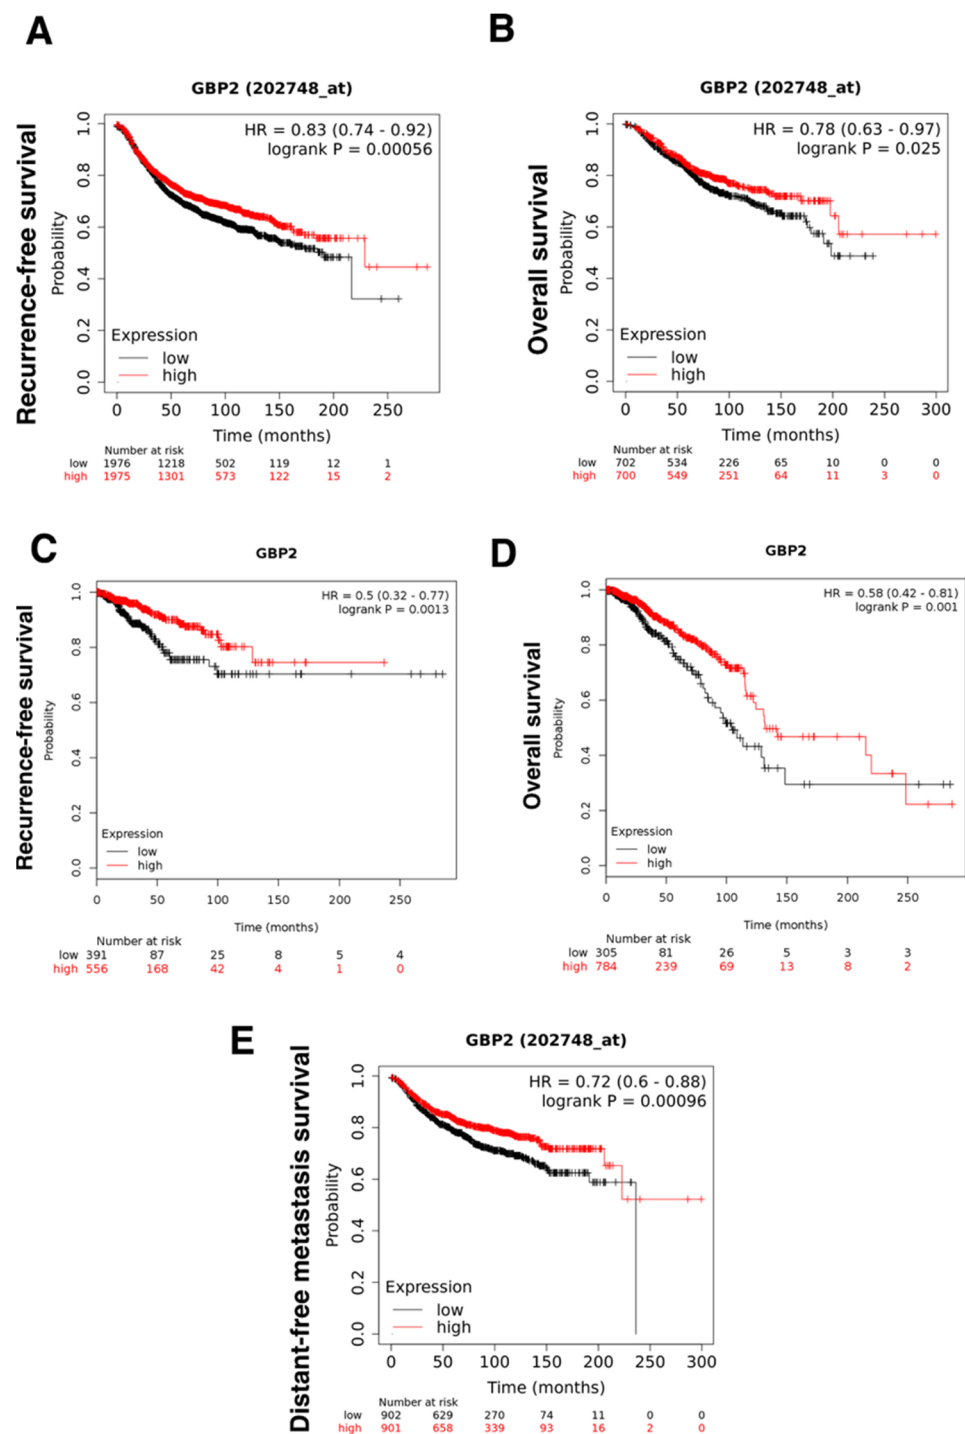 A
GBP2 (202748_at)
HR = 0.83 (0.74 - 0.92)
logrank P = 0.00056
Recurrence-free survival
Probability
1.0
0.8
0.6
0.4
0.2
0.0
Expression
low
high
0 50 100 150 200 250
Time (months)
Number at risk
low 1976 1218 502 119 12 1
high 1975 1301 573 122 15 2
B
GBP2 (202748_at)
HR = 0.78 (0.63 - 0.97)
logrank P = 0.025
Overall survival
Probability
1.0
0.8
0.6
0.4
0.2
0.0
Expression
low
high
0 50 100 150 200 250 300
Time (months)
Number at risk
low 702 534 226 65 10 0 0
high 700 549 251 64 11 3 0
C
GBP2
HR = 0.5 (0.32 - 0.77)
logrank P = 0.0013
Recurrence-free survival
Probability
1.0
0.8
0.6
0.4
0.2
0.0
Expression
low
high
0 50 100 150 200 250
Time (months)
Number at risk
low 391 87 25 8 5 4
high 556 168 42 4 1 0
D
GBP2
HR = 0.58 (0.42 - 0.81)
logrank P = 0.001
Overall survival
Probability
1.0
0.8
0.6
0.4
0.2
0.0
Expression
low
high
0 50 100 150 200 250
Time (months)
Number at risk
low 305 81 26 5 3 3
high 784 239 69 13 8 2
E
GBP2 (202748_at)
HR = 0.72 (0.6 - 0.88)
logrank P = 0.00096
Distant-free metastasis survival
Probability
1.0
0.8
0.6
0.4
0.2
0.0
Expression
low
high
0 50 100 150 200 250 300
Time (months)
Number at risk
low 902 629 270 74 11 0 0
high 901 658 339 93 16 2 0